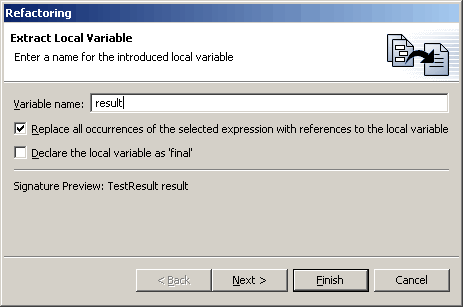 Refactoring
Extract Local Variable
Enter a name for the introduced local variable
Variable name: result
Replace all occurrences of the selected expression with references to the local variable
Declare the local variable as 'final'
Signature Preview: TestResult result
< Back Next > Finish Cancel